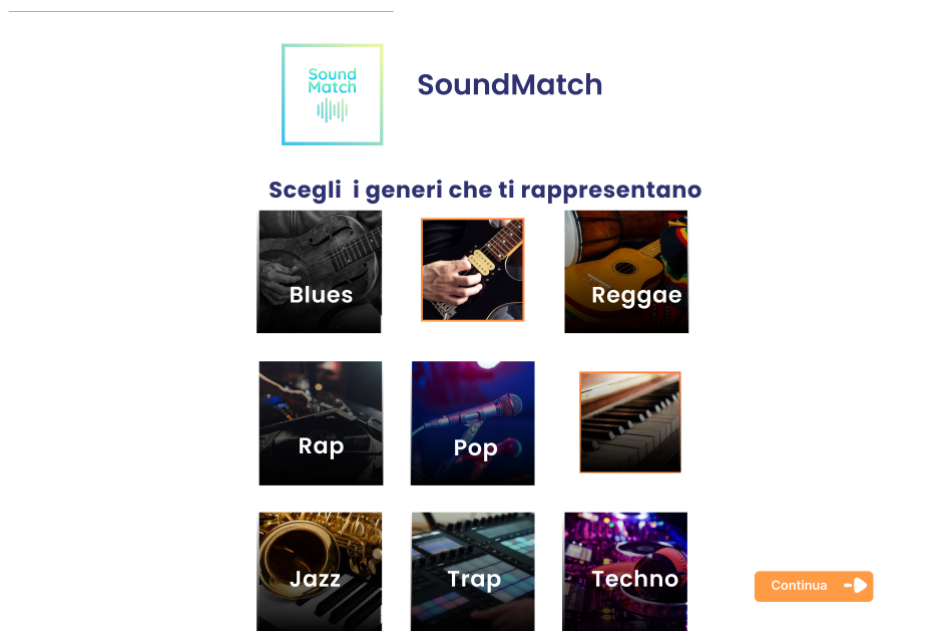 Sound
Match
SoundMatch
Scegli i generi che ti rappresentano
Blues
Reggae
Rap
Pop
Jazz
Trap
Techno
Continua